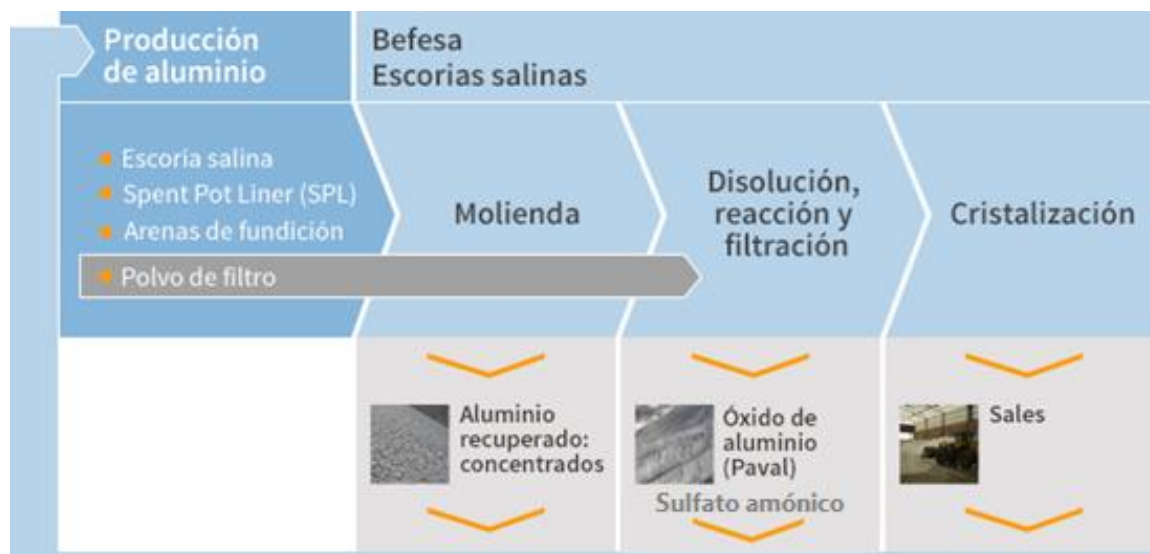 Producción
de aluminio
Befesa
Escorias salinas
Escoria salina
Spent Pot Liner (SPL)
Arenas de fundición
Polvo de filtro
Molienda
Disolución,
reacción y
filtración
Cristalización
Aluminio
recuperado:
concentrados
Óxido de
aluminio
(Paval)
Sulfato amónico
Sales